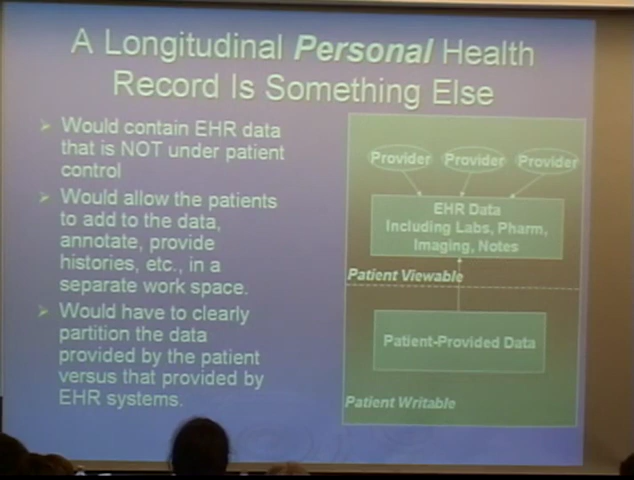 A Longitudinal Personal Health
Record Is Something Else
Would contain EHR data
that is NOT under patient
control
Would allow the patients
to add to the data,
annotate, provide
histories, etc., in a
separate work space.
Would have to clearly
partition the data
provided by the patient
versus that provided by
EHR systems.
Provider Provider Provider
EHR Data
Including Labs, Pharm,
Imaging, Notes
Patient Viewable
Patient-Provided Data
Patient Writable